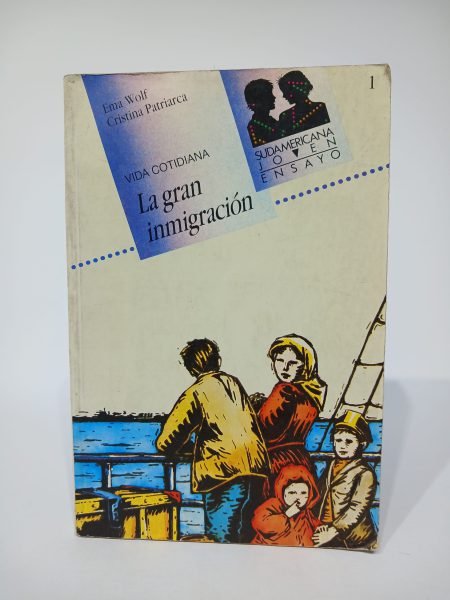 1
Ema Wolf
Cristina Patriarca
VIDA COTIDIANA
La gran
inmigración
SUDAMERICANA
JOVEN
ENSAYO